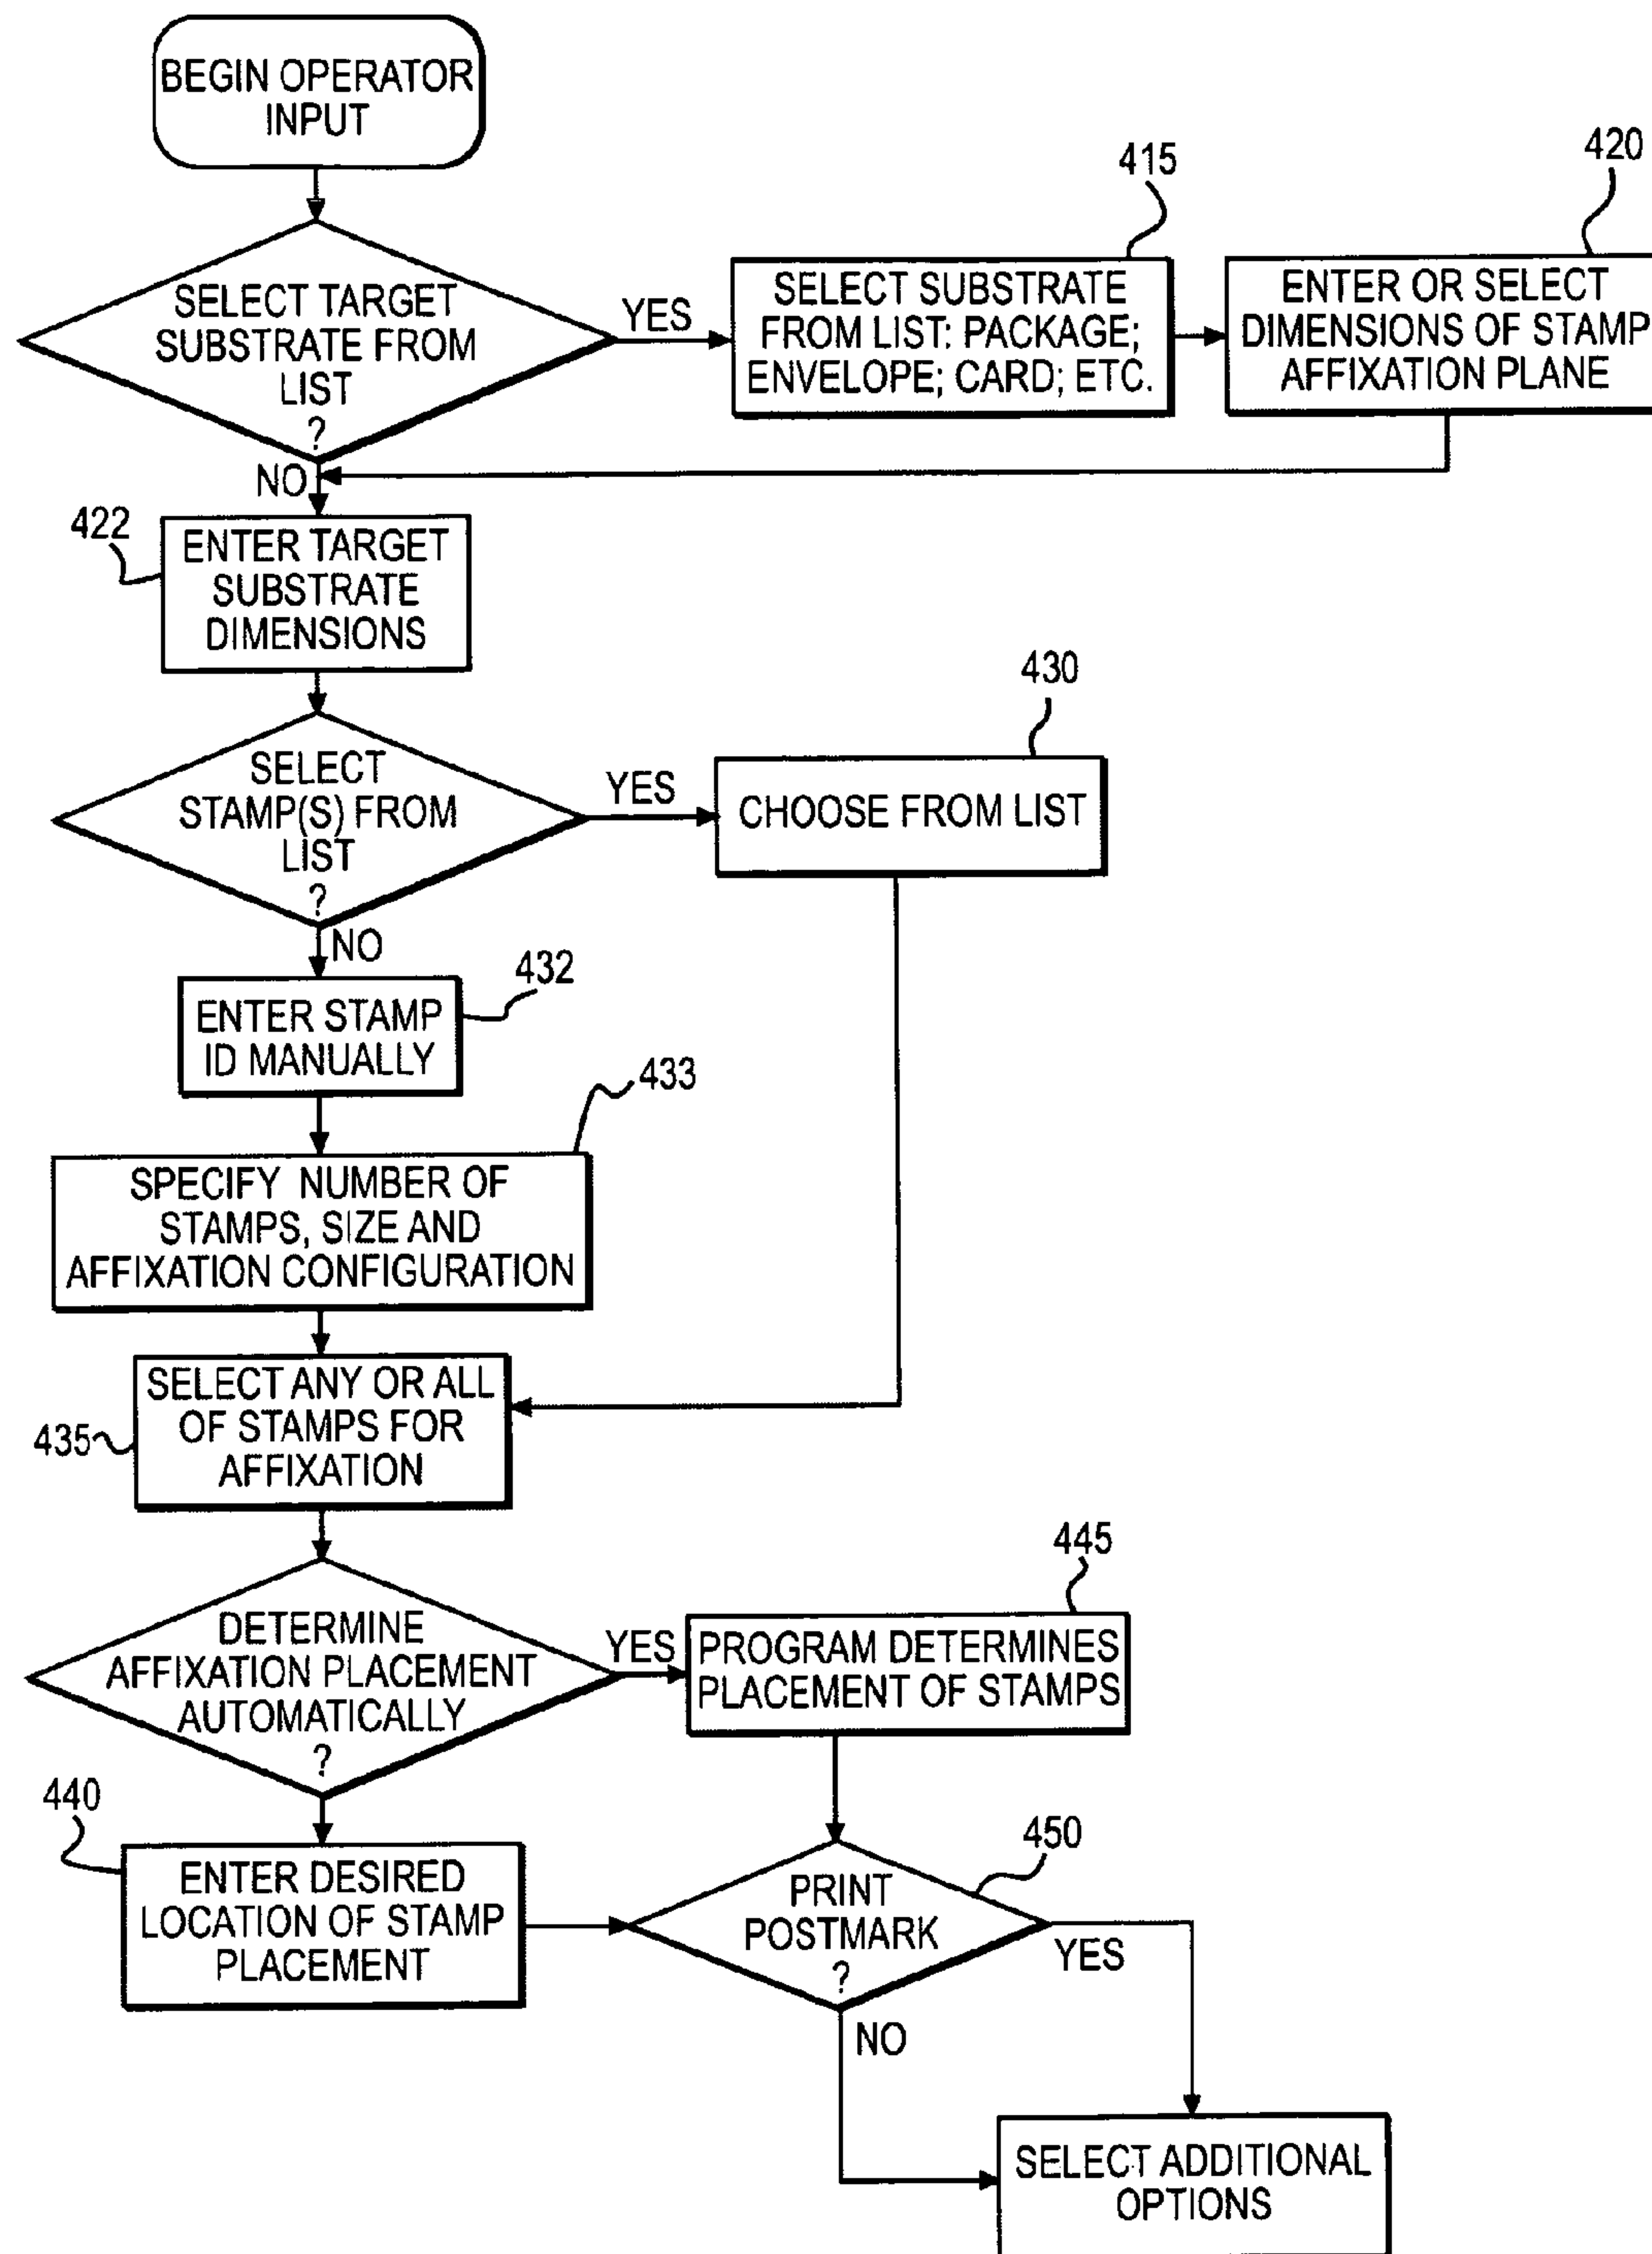 BEGIN OPERATOR
INPUT
SELECT TARGET
SUBSTRATE FROM
LIST
?
YES
NO
415
SELECT SUBSTRATE
FROM LIST: PACKAGE;
ENVELOPE; CARD; ETC.
420
ENTER OR SELECT
DIMENSIONS OF STAMP
AFFIXATION PLANE
422
ENTER TARGET
SUBSTRATE
DIMENSIONS
SELECT
STAMP(S) FROM
LIST
?
YES
NO
430
CHOOSE FROM LIST
432
ENTER STAMP
ID MANUALLY
433
SPECIFY NUMBER OF
STAMPS, SIZE AND
AFFIXATION CONFIGURATION
435
SELECT ANY OR ALL
OF STAMPS FOR
AFFIXATION
DETERMINE
AFFIXATION PLACEMENT
AUTOMATICALLY
?
YES
445
PROGRAM DETERMINES
PLACEMENT OF STAMPS
440
ENTER DESIRED
LOCATION OF STAMP
PLACEMENT
450
PRINT
POSTMARK
?
YES
NO
SELECT ADDITIONAL
OPTIONS